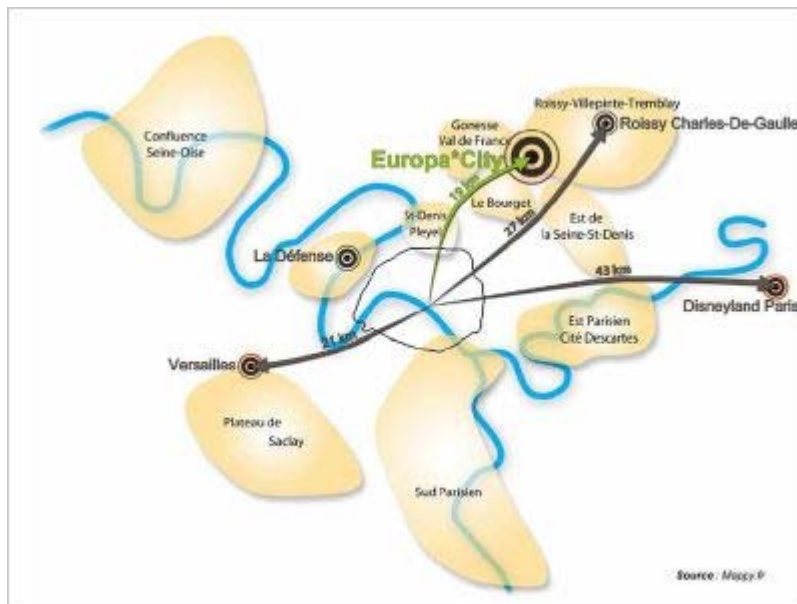 Confluence
Seine-Oise
Roissy-Villepinte-Tremblay
Roissy Charles-De-Gaulle
Gonesse
Val de France
Europa*City
19 km
Le Bourget
27 km
St-Denis
Pleyel
Est de
la Seine-St-Denis
La Défense
43 km
Disneyland Paris
Est Parisien
Cité Descartes
21 km
Versailles
Plateau de
Saclay
Sud Parisien
Source : Mappy.fr